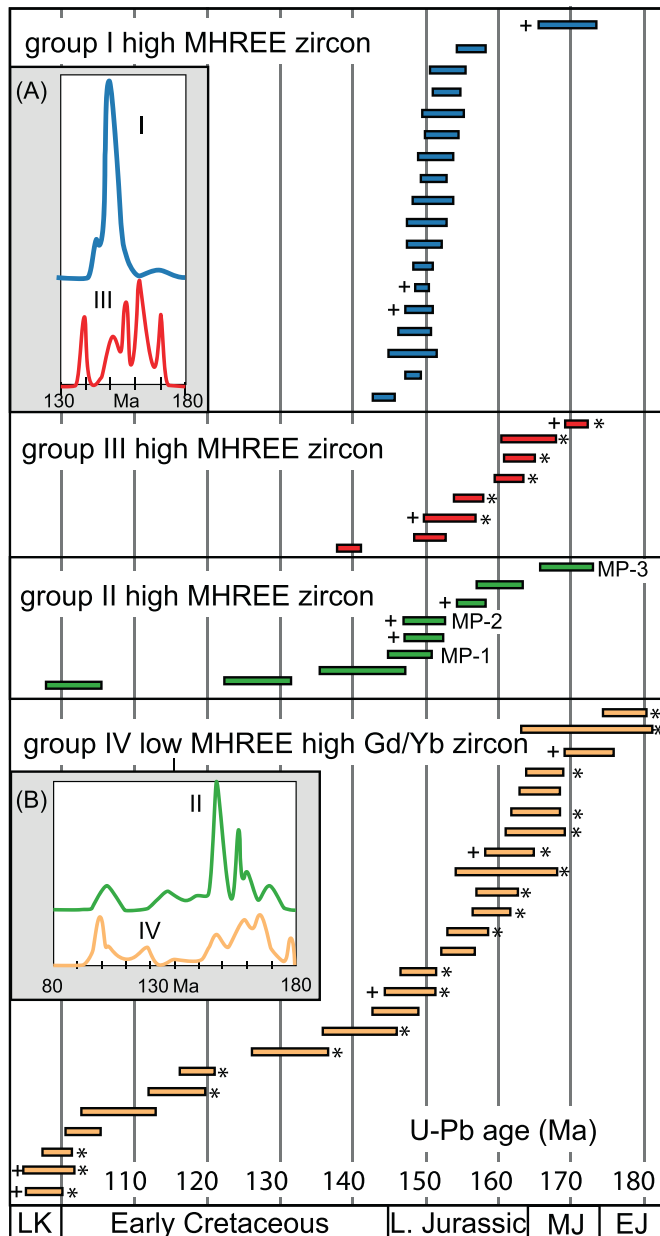 group I high MHREE zircon
+
(A)
I
III
130 Ma 180
+
+
group III high MHREE zircon
+ *
*
*
*
*
+ *
group II high MHREE zircon
MP-3
+
+ MP-2
+
MP-1
*
*
group IV low MHREE high Gd/Yb zircon
+
(B)
II
IV
80 130 Ma 180
*
*
*
+ *
*
*
*
*
*
+ *
*
*
*
*
U-Pb age (Ma)
*
+ *
+ *
110 120 130 140 150 160 170 180
LK Early Cretaceous L. Jurassic MJ EJ